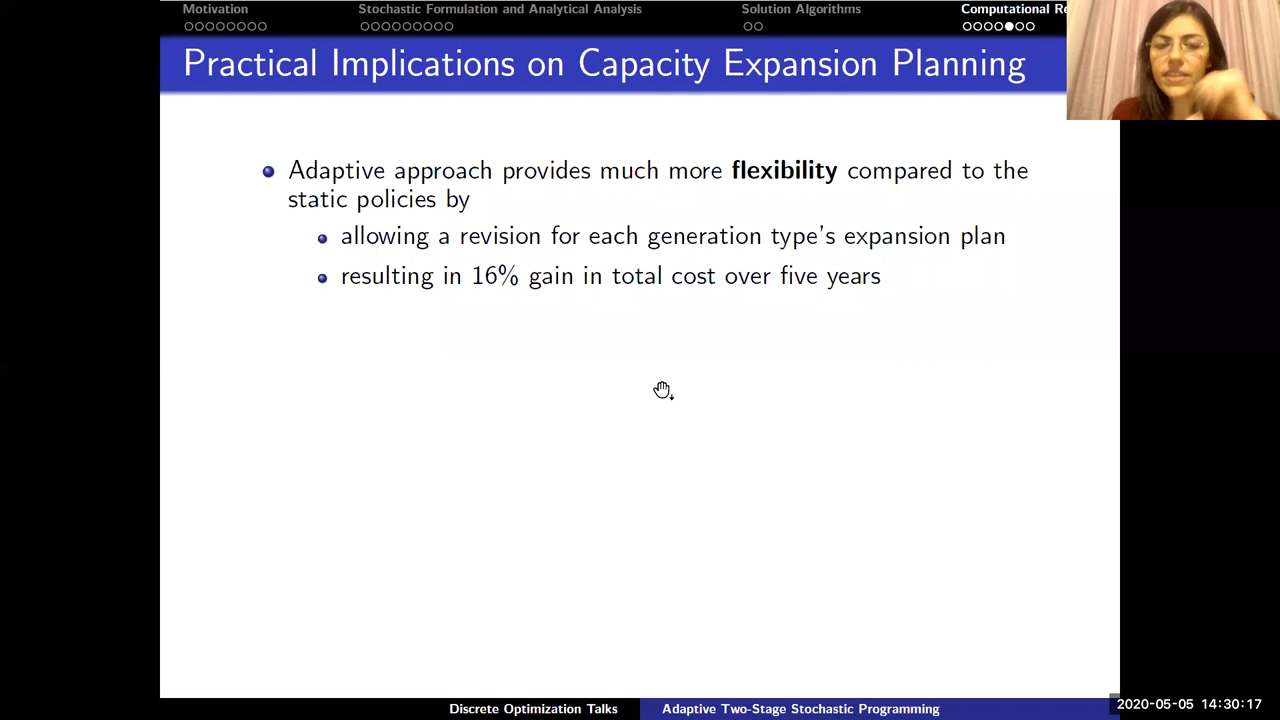 Motivation
Stochastic Formulation and Analytical Analysis
Solution Algorithms
Computational
Practical Implications on Capacity Expansion Planning
Adaptive approach provides much more flexibility compared to the
static policies by
allowing a revision for each generation type's expansion plan
resulting in 16% gain in total cost over five years
Discrete Optimization Talks
Adaptive Two-Stage Stochastic Programming
2020-05-05 14:30:17